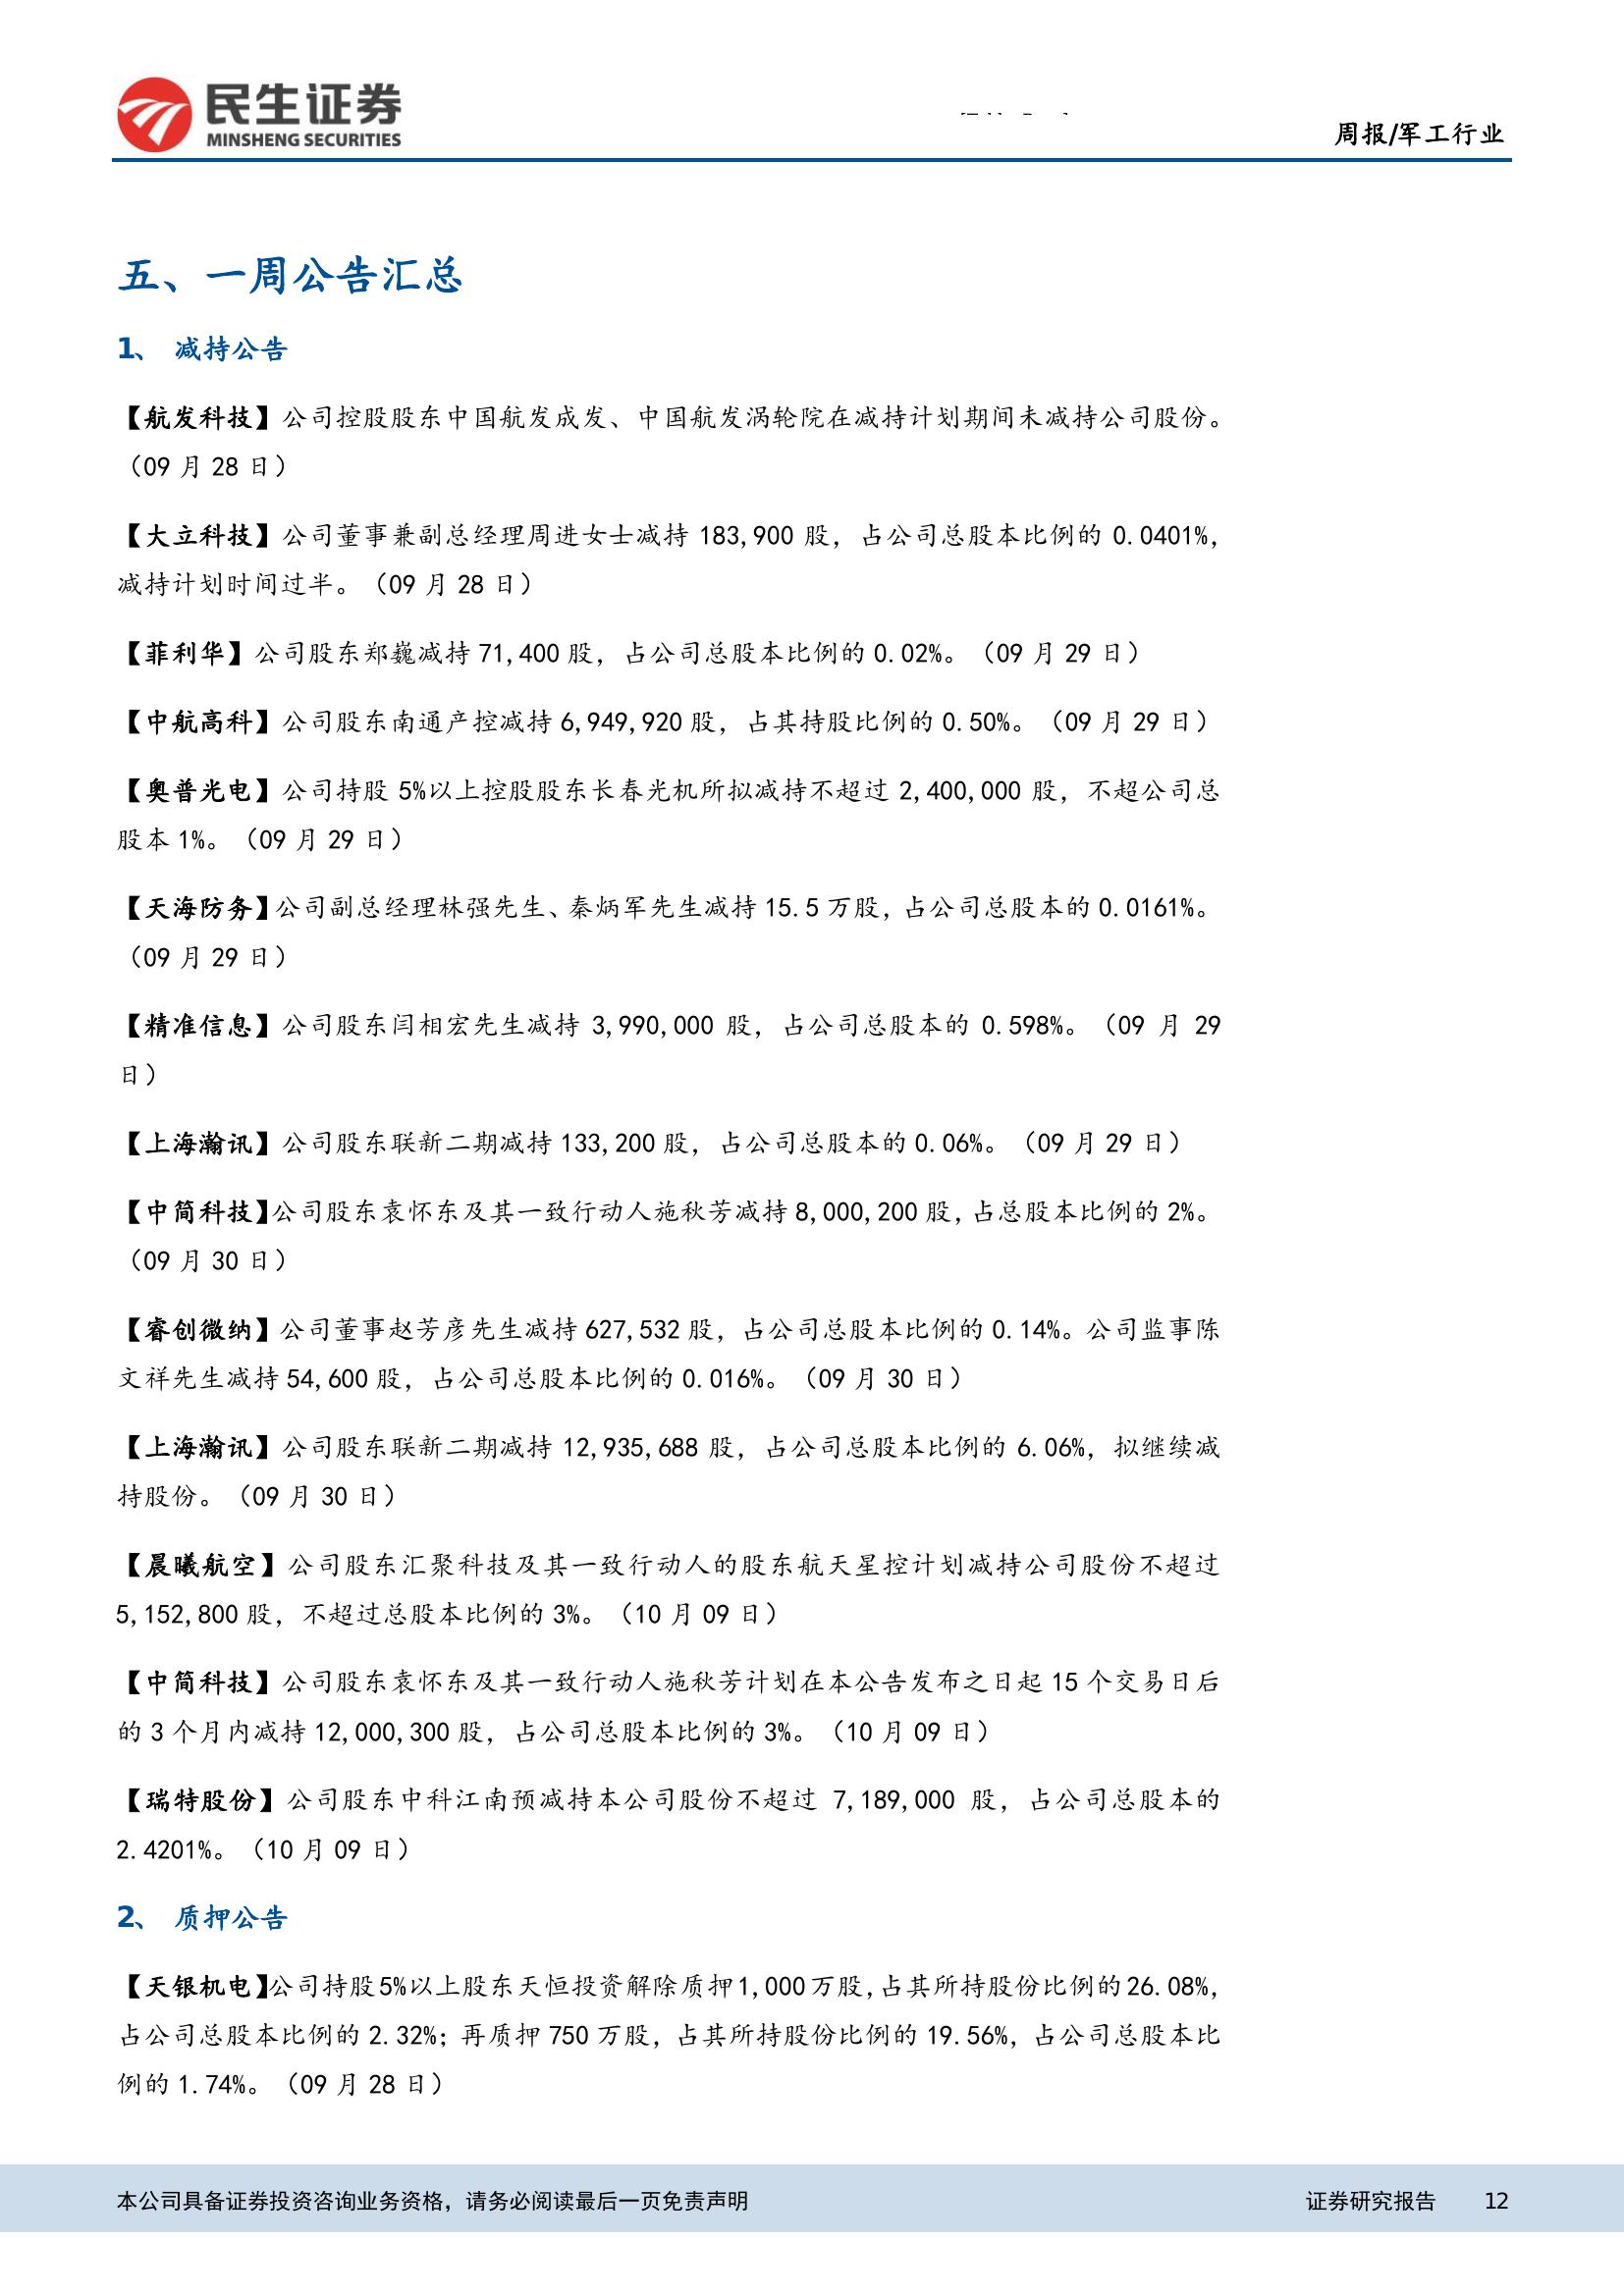 民生证券
MINSHENG SECURITIES
周报/军工行业
五、一周公告汇总
1、 减持公告
【航发科技】公司控股股东中国航发成发、中国航发涡轮院在减持计划期间未减持公司股份。
（09 月 28 日）
【大立科技】公司董事兼副总经理周进女士减持 183,900 股，占公司总股本比例的 0.0401%，
减持计划时间过半。（09 月 28 日）
【菲利华】公司股东郑巍减持 71,400 股，占公司总股本比例的 0.02%。（09 月 29 日）
【中航高科】公司股东南通产控减持 6,949,920 股，占其持股比例的 0.50%。（09 月 29 日）
【奥普光电】公司持股 5%以上控股股东长春光机所拟减持不超过 2,400,000 股，不超公司总
股本 1%。（09 月 29 日）
【天海防务】公司副总经理林强先生、秦炳军先生减持 15.5 万股，占公司总股本的 0.0161%。
（09 月 29 日）
【精准信息】公司股东闫相宏先生减持 3,990,000 股，占公司总股本的 0.598%。（09 月 29
日）
【上海瀚讯】公司股东联新二期减持 133,200 股，占公司总股本的 0.06%。（09 月 29 日）
【中简科技】公司股东袁怀东及其一致行动人施秋芳减持 8,000,200 股，占总股本比例的 2%。
（09 月 30 日）
【睿创微纳】公司董事赵芳彦先生减持 627,532 股，占公司总股本比例的 0.14%。公司监事陈
文祥先生减持 54,600 股，占公司总股本比例的 0.016%。（09 月 30 日）
【上海瀚讯】公司股东联新二期减持 12,935,688 股，占公司总股本比例的 6.06%，拟继续减
持股份。（09 月 30 日）
【晨曦航空】公司股东汇聚科技及其一致行动人的股东航天星控计划减持公司股份不超过
5,152,800 股，不超过总股本比例的 3%。（10 月 09 日）
【中简科技】公司股东袁怀东及其一致行动人施秋芳计划在本公告发布之日起 15 个交易日后
的 3 个月内减持 12,000,300 股，占公司总股本比例的 3%。（10 月 09 日）
【瑞特股份】公司股东中科江南预减持本公司股份不超过 7,189,000 股，占公司总股本的
2.4201%。（10 月 09 日）
2、 质押公告
【天银机电】公司持股 5%以上股东天恒投资解除质押 1,000 万股，占其所持股份比例的 26.08%，
占公司总股本比例的 2.32%；再质押 750 万股，占其所持股份比例的 19.56%，占公司总股本比
例的 1.74%。（09 月 28 日）
本公司具备证券投资咨询业务资格，请务必阅读最后一页免责声明
证券研究报告 12